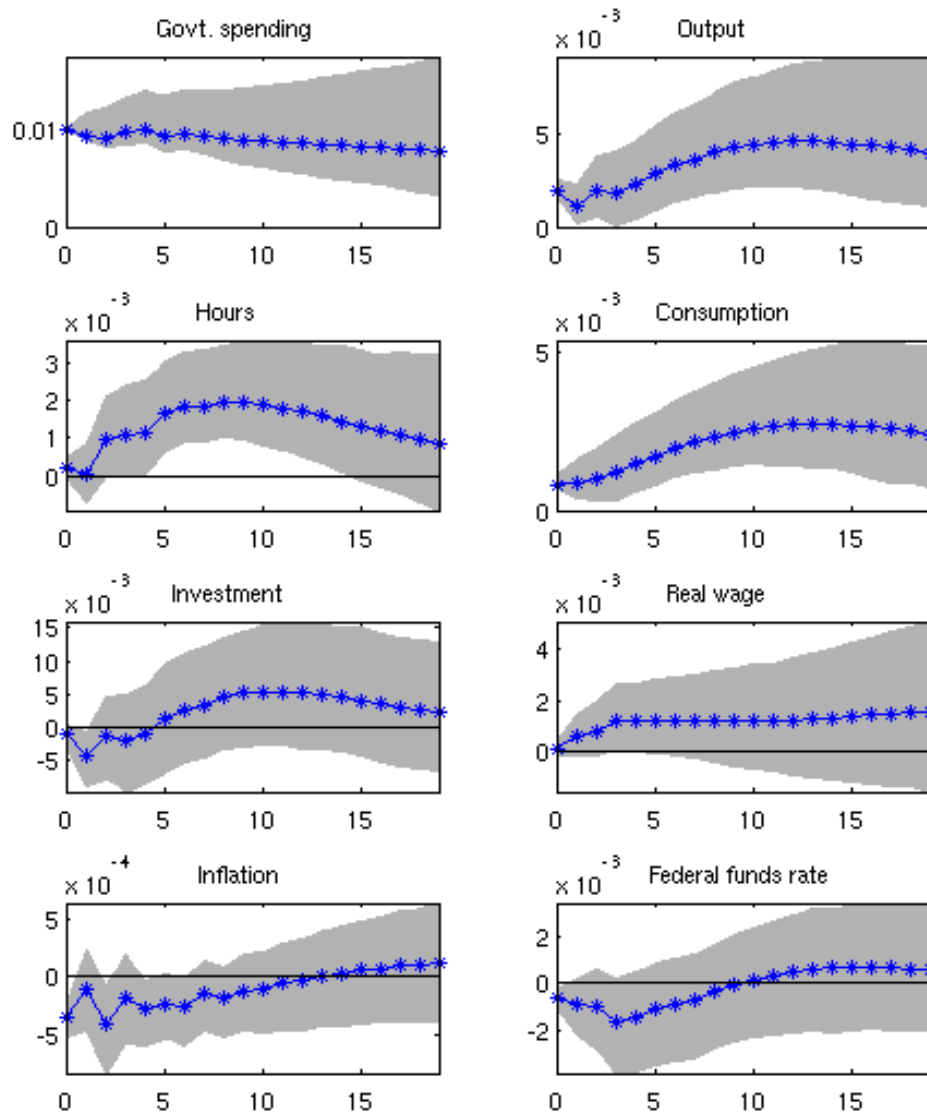 Govt. spending
0.01
0
0 5 10 15
× 10^-3
Output
5
0
0 5 10 15
× 10^-3
Hours
3
2
1
0
0 5 10 15
× 10^-3
Consumption
5
0
0 5 10 15
× 10^-3
Investment
15
10
5
0
-5
0 5 10 15
× 10^-3
Real wage
4
2
0
0 5 10 15
× 10^-4
Inflation
5
0
-5
0 5 10 15
× 10^-3
Federal funds rate
2
0
-2
0 5 10 15